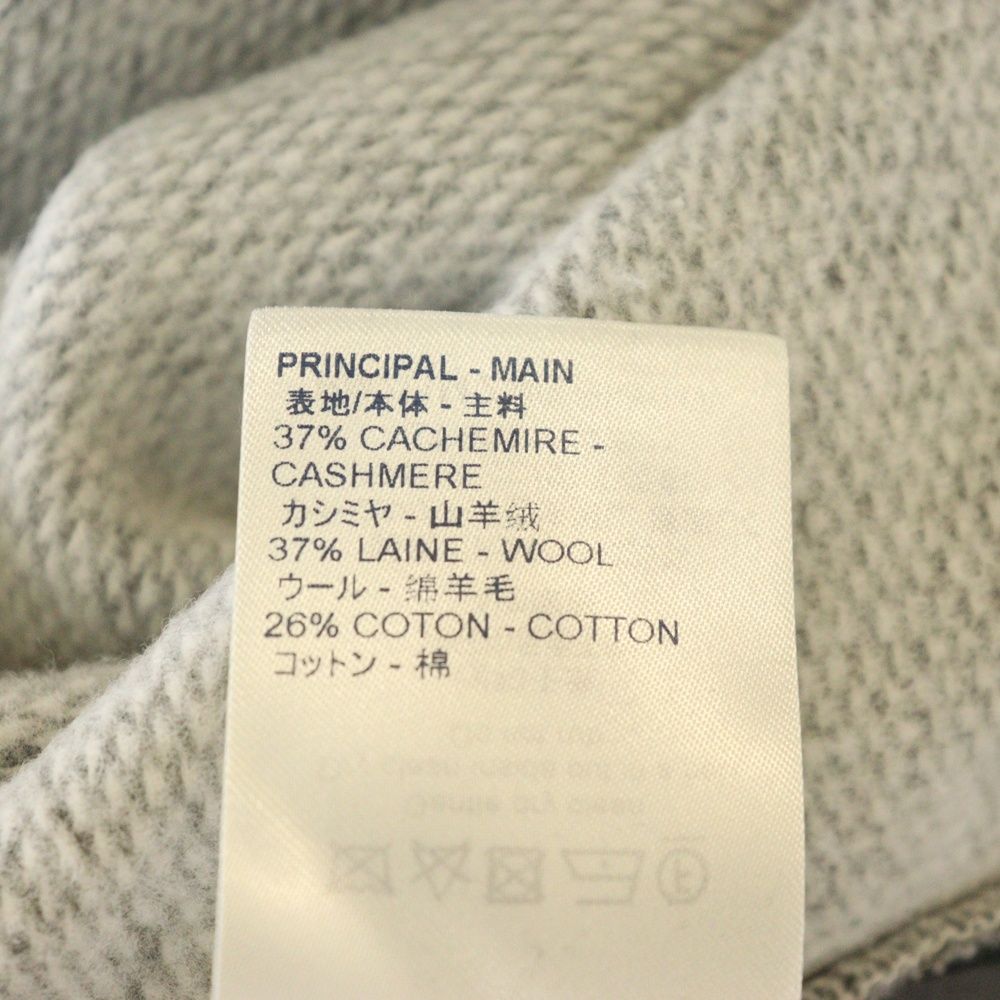 PRINCIPAL - MAIN
表地/本体 - 主料
37% CACHEMIRE -
CASHMERE
カシミヤ - 山羊绒
37% LAINE - WOOL
ウール - 绵羊毛
26% COTON - COTTON
コットン - 棉